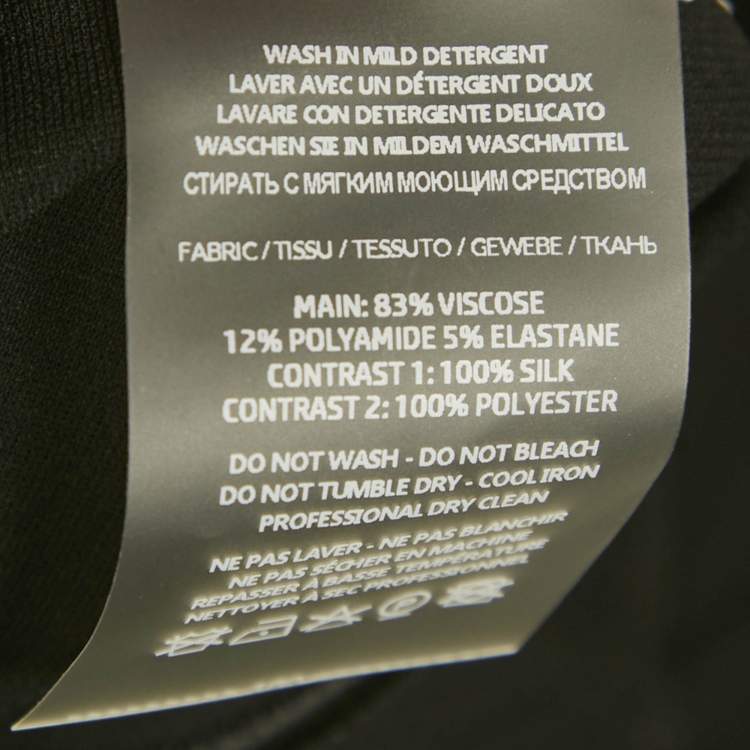 WASH IN MILD DETERGENT
LAVER AVEC UN DÉTERGENT DOUX
LAVARE CON DETERGENTE DELICATO
WASCHEN SIE IN MILDEM WASCHMITTEL
СТИРАТЬ С МЯГКИМ МОЮЩИМ СРЕДСТВОМ
FABRIC / TISSU / TESSUTO / GEWEBE / ТКАНЬ
MAIN: 83% VISCOSE
12% POLYAMIDE 5% ELASTANE
CONTRAST 1: 100% SILK
CONTRAST 2: 100% POLYESTER
DO NOT WASH - DO NOT BLEACH
DO NOT TUMBLE DRY - COOL IRON
PROFESSIONAL DRY CLEAN
NE PAS LAVER - NE PAS BLANCHIR
NE PAS SÉCHER EN MACHINE
REPASSER À BASSE TEMPÉRATURE
NETTOYER À SEC PROFESSIONNEL